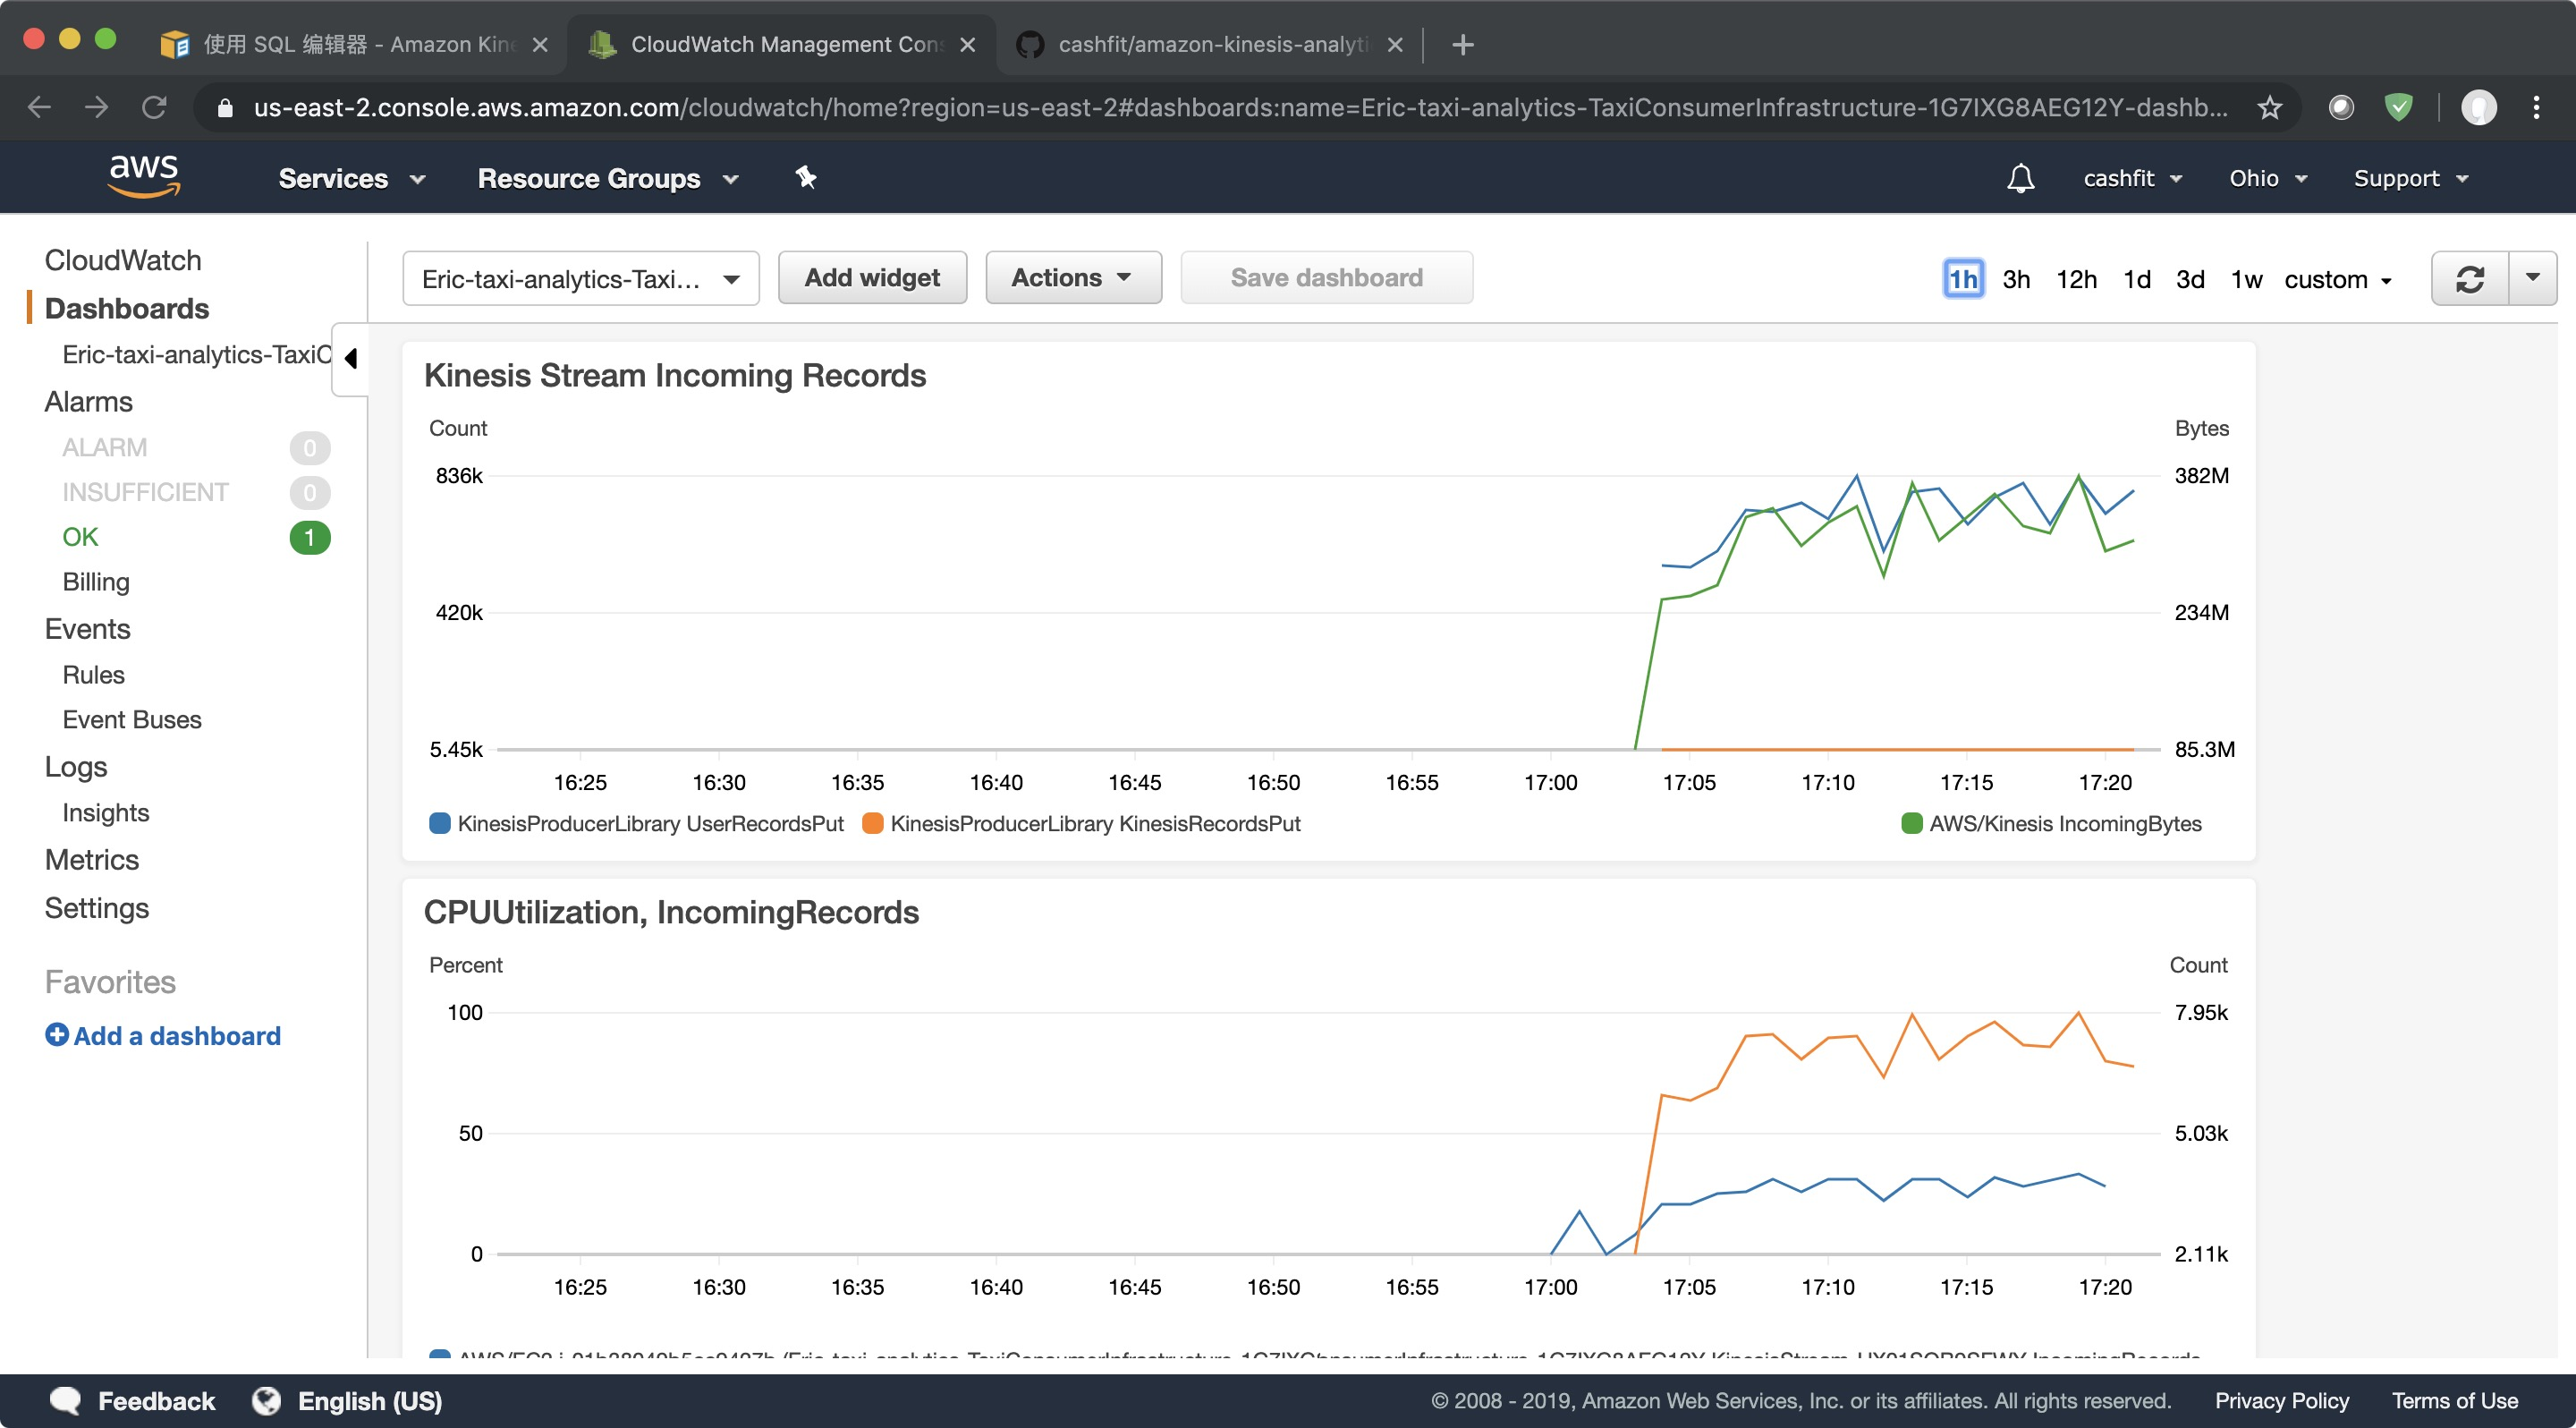 使用 SQL 编辑器 - Amazon Kine
CloudWatch Management Cons
cashfit/amazon-kinesis-analyti
us-east-2.console.aws.amazon.com/cloudwatch/home?region=us-east-2#dashboards:name=Eric-taxi-analytics-TaxiConsumerInfrastructure-1G7IXG8AEG12Y-dashb...
aws
Services
Resource Groups
cashfit
Ohio
Support
CloudWatch
Dashboards
Eric-taxi-analytics-TaxiC
Alarms
ALARM 0
INSUFFICIENT 0
OK 1
Billing
Events
Rules
Event Buses
Logs
Insights
Metrics
Settings
Favorites
Add a dashboard
Eric-taxi-analytics-Taxi...
Add widget
Actions
Save dashboard
1h 3h 12h 1d 3d 1w custom
Kinesis Stream Incoming Records
Count
Bytes
836k
382M
420k
234M
5.45k
85.3M
16:25 16:30 16:35 16:40 16:45 16:50 16:55 17:00 17:05 17:10 17:15 17:20
KinesisProducerLibrary UserRecordsPut
KinesisProducerLibrary KinesisRecordsPut
AWS/Kinesis IncomingBytes
CPUUtilization, IncomingRecords
Percent
Count
100
7.95k
50
5.03k
0
2.11k
16:25 16:30 16:35 16:40 16:45 16:50 16:55 17:00 17:05 17:10 17:15 17:20
Feedback
English (US)
© 2008 - 2019, Amazon Web Services, Inc. or its affiliates. All rights reserved.
Privacy Policy
Terms of Use